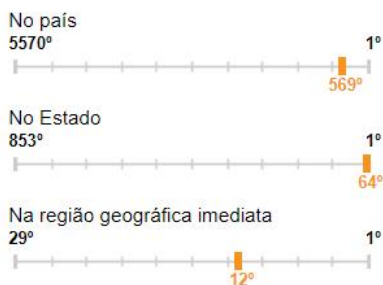 No país
5570º 1º
569º
No Estado
853º 1º
64º
Na região geográfica imediata
29º 1º
12º